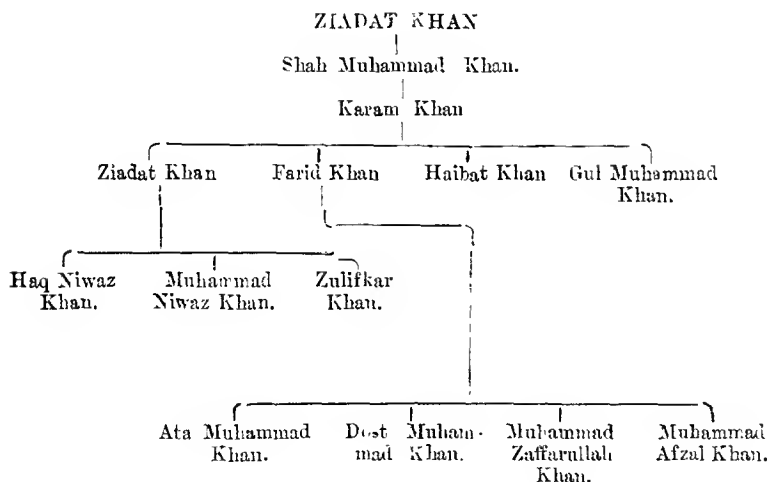 ZIADAT KHAN
Shah Muhammad Khan.
Karam Khan
Ziadat Khan Farid Khan Haibat Khan Gul Muhammad
Khan.
Haq Niwaz Muhammad Zulifkar
Khan. Niwaz Khan. Khan.
Ata Muhammad Dost Muham- Muhammad Muhammad
Khan. mad Khan. Zaffarullah Afzal Khan.
Khan.